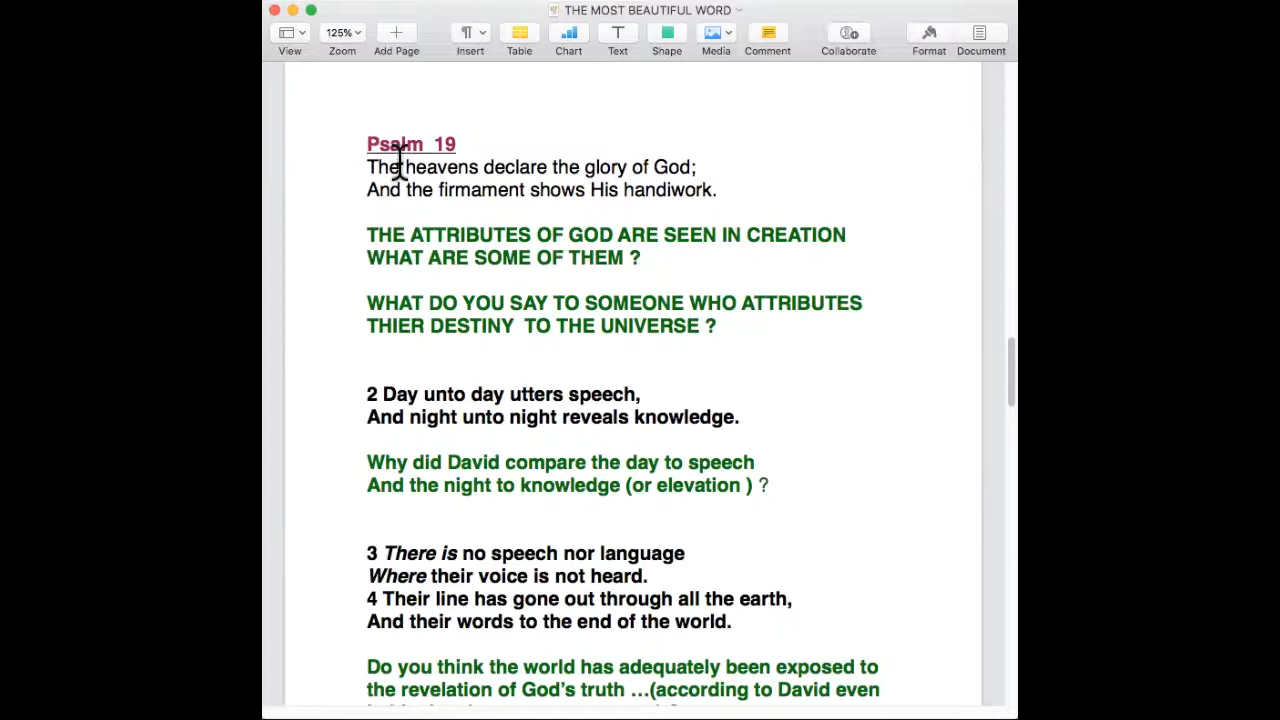 THE MOST BEAUTIFUL WORD
125%
View Zoom Add Page Insert Table Chart Text Shape Media Comment Collaborate Format Document
Psalm 19
The heavens declare the glory of God;
And the firmament shows His handiwork.
THE ATTRIBUTES OF GOD ARE SEEN IN CREATION
WHAT ARE SOME OF THEM ?
WHAT DO YOU SAY TO SOMEONE WHO ATTRIBUTES
THIER DESTINY TO THE UNIVERSE ?
2 Day unto day utters speech,
And night unto night reveals knowledge.
Why did David compare the day to speech
And the night to knowledge (or elevation ) ?
3 There is no speech nor language
Where their voice is not heard.
4 Their line has gone out through all the earth,
And their words to the end of the world.
Do you think the world has adequately been exposed to
the revelation of God's truth …(according to David even